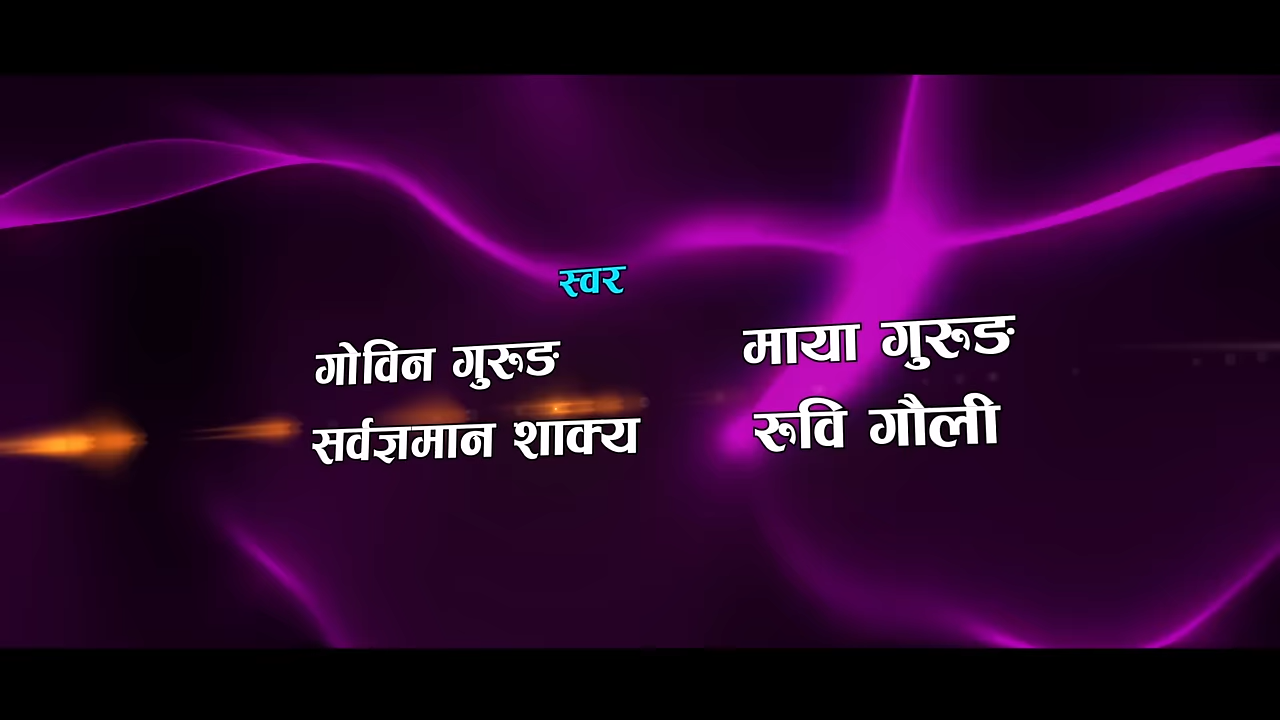 स्वर
गोविन गुरुङ माया गुरुङ
सर्वज्ञमान शाक्य रुवि गौली